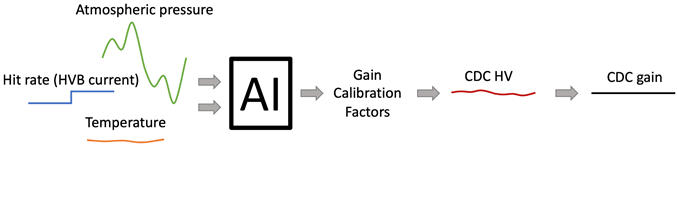 Atmospheric pressure
Hit rate (HVB current)
Temperature
AI
Gain
Calibration
Factors
CDC HV
CDC gain